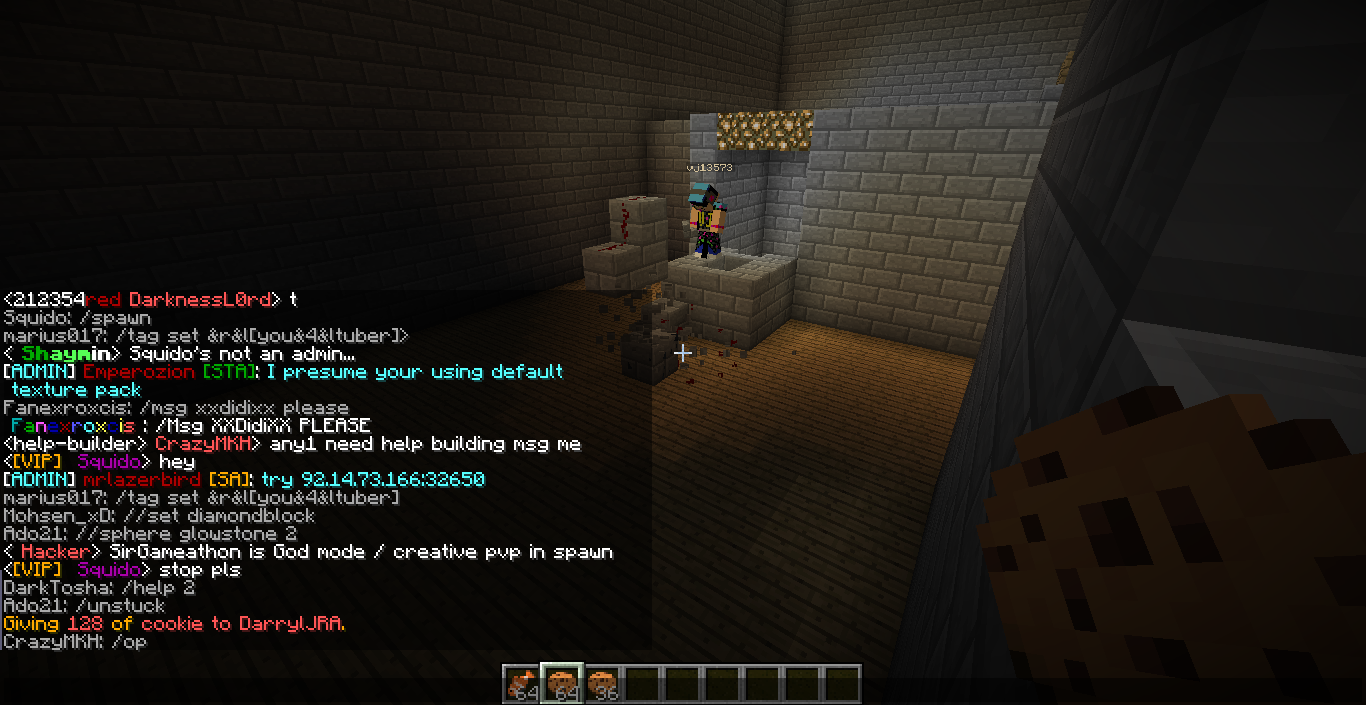 vj13573
<212354red DarknessL0rd> t
Squido: /spawn
marius017: /tag set &r&l[you&4&ltuber]>
< Shaymin> Squido's not an admin...
[ADMIN] Emperozion [STA]: I presume your using default
texture pack
Fanexroxcis: /msg xxdidixx please
Fanexroxcis : /Msg XXDidiXX PLEASE
<help-builder> CrazyMKH> any1 need help building msg me
<[VIP] Squido> hey
[ADMIN] mrlazerbird [SA]: try 92.14.73.166:32650
marius017: /tag set &r&l[you&4&ltuber]
Mohsen_xD: //set diamondblock
Ado21: //sphere glowstone 2
< Hacker> SirGameathon is God mode / creative pvp in spawn
<[VIP] Squido> stop pls
DarkTosha: /help 2
Ado21: /unstuck
Giving 128 of cookie to DarrylJRA.
CrazyMKH: /op
64 64 36